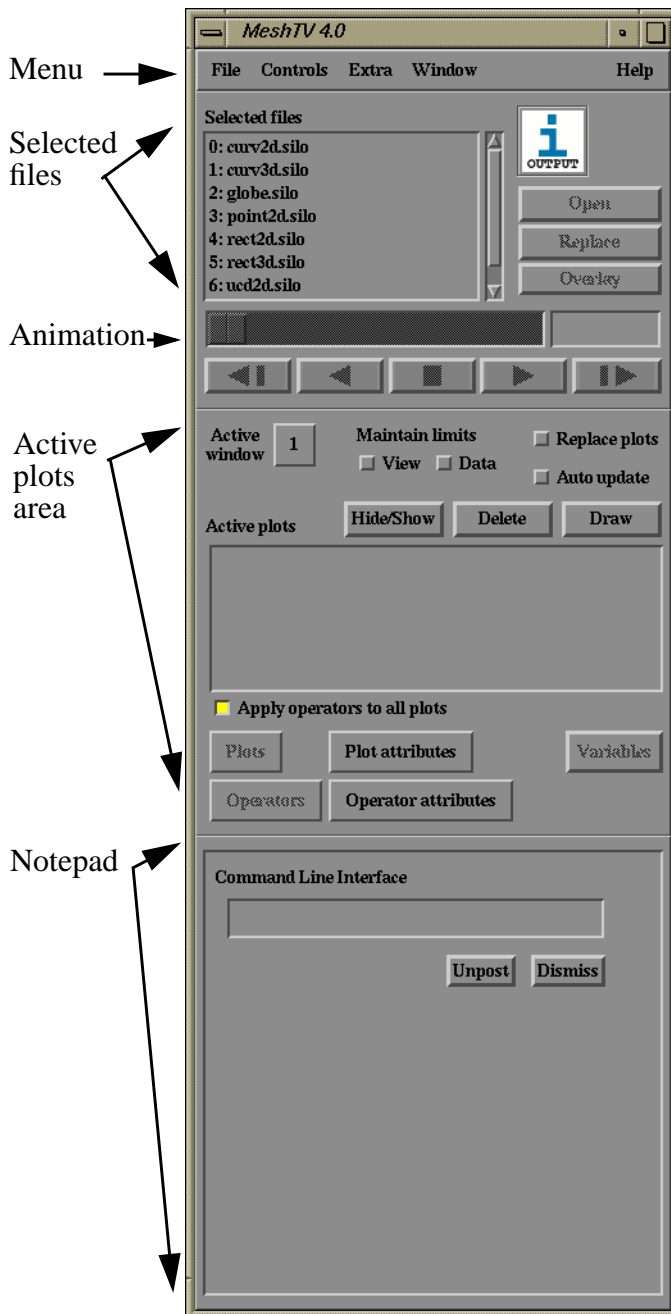 MeshTV 4.0
Menu
File Controls Extra Window Help
Selected
files
Selected files
0: curv2d.silo
1: curv3d.silo
2: globe.silo
3: point2d.silo
4: rect2d.silo
5: rect3d.silo
6: ucd2d.silo
i
OUTPUT
Open
Replace
Overlay
Animation
Active
plots
area
Active
window
1
Maintain limits
View Data
Replace plots
Auto update
Active plots
Hide/Show Delete Draw
Apply operators to all plots
Plots Plot attributes Variables
Operators Operator attributes
Notepad
Command Line Interface
Unpost Dismiss